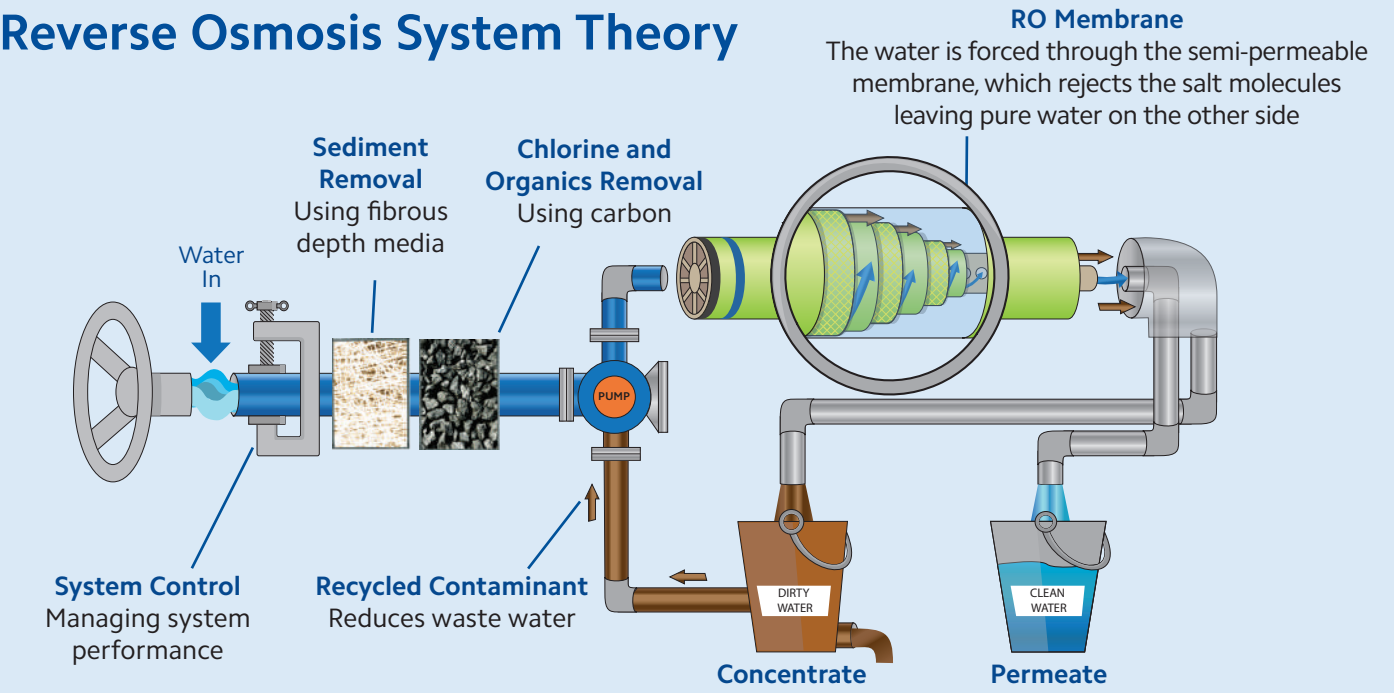 Reverse Osmosis System Theory
RO Membrane
The water is forced through the semi-permeable
membrane, which rejects the salt molecules
leaving pure water on the other side
Sediment
Removal
Using fibrous
depth media
Chlorine and
Organics Removal
Using carbon
Water
In
PUMP
System Control
Managing system
performance
Recycled Contaminant
Reduces waste water
DIRTY
WATER
Concentrate
CLEAN
WATER
Permeate